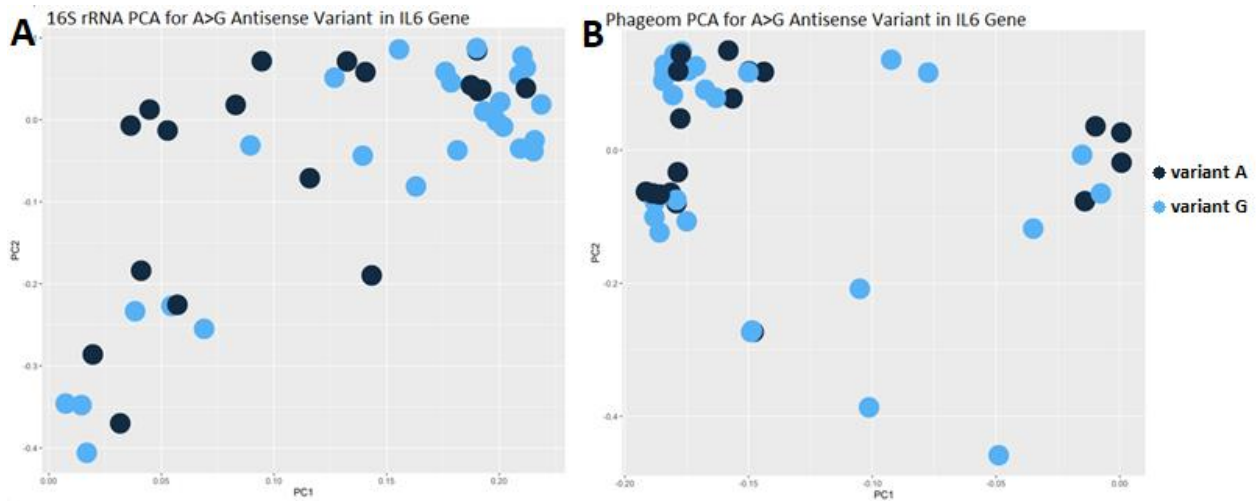 A
16S rRNA PCA for A>G Antisense Variant in IL6 Gene
0.0
-0.1
-0.2
-0.3
-0.4
PC2
0.00
0.05
0.10
0.15
0.20
PC1
B
Phageom PCA for A>G Antisense Variant in IL6 Gene
0.0
-0.2
-0.4
PC2
-0.20
-0.15
-0.10
-0.05
0.00
PC1
variant A
variant G